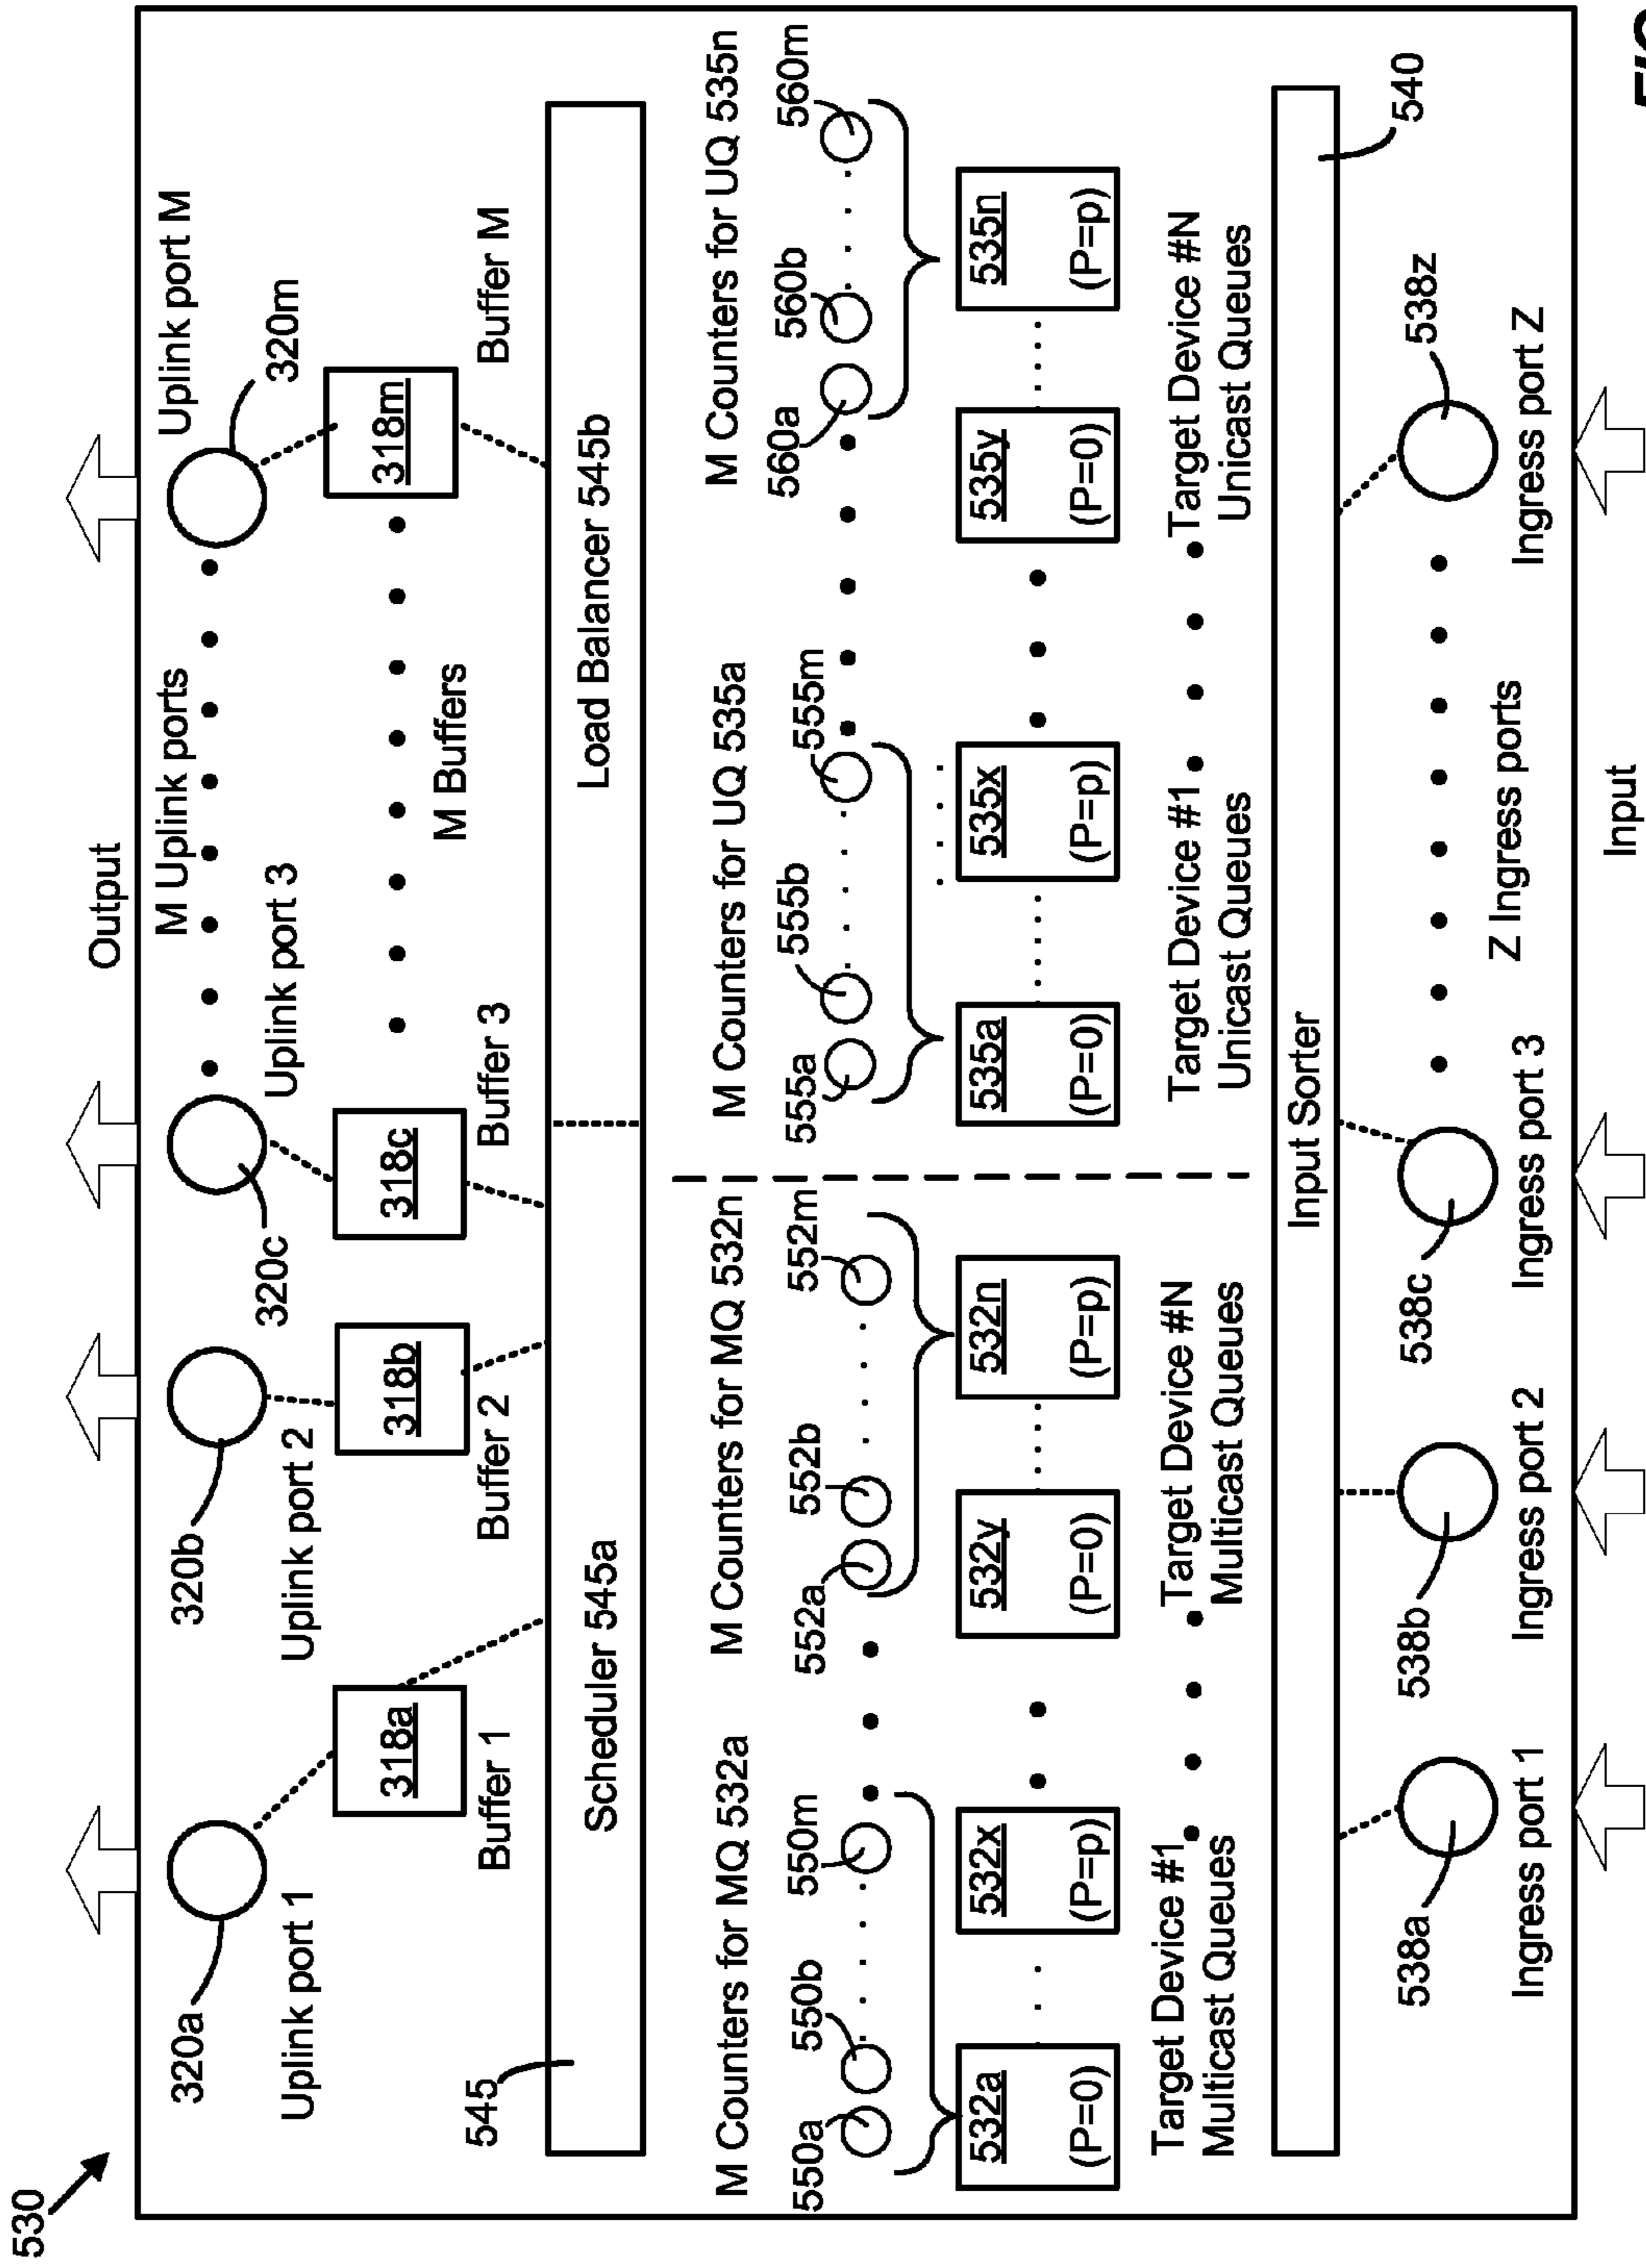 530
Output
M Uplink ports
Uplink port M
320a
Uplink port 1
320b
Uplink port 2
320c
Uplink port 3
320m
318a
Buffer 1
318b
Buffer 2
318c
Buffer 3
M Buffers
318m
Buffer M
545
Scheduler 545a
Load Balancer 545b
M Counters for MQ 532a
M Counters for MQ 532n
M Counters for UQ 535a
M Counters for UQ 535n
550a
550b
550m
552a
552b
552m
555a
555b
555m
560a
560b
560m
532a
(P=0)
532x
(P=p)
532y
(P=0)
532n
(P=p)
535a
(P=0)
535x
(P=p)
535y
(P=0)
535n
(P=p)
Target Device #1
Multicast Queues
Target Device #N
Multicast Queues
Target Device #1
Unicast Queues
Target Device #N
Unicast Queues
Input Sorter
540
538a
538b
538c
538z
Ingress port 1
Ingress port 2
Ingress port 3
Z Ingress ports
Ingress port Z
Input